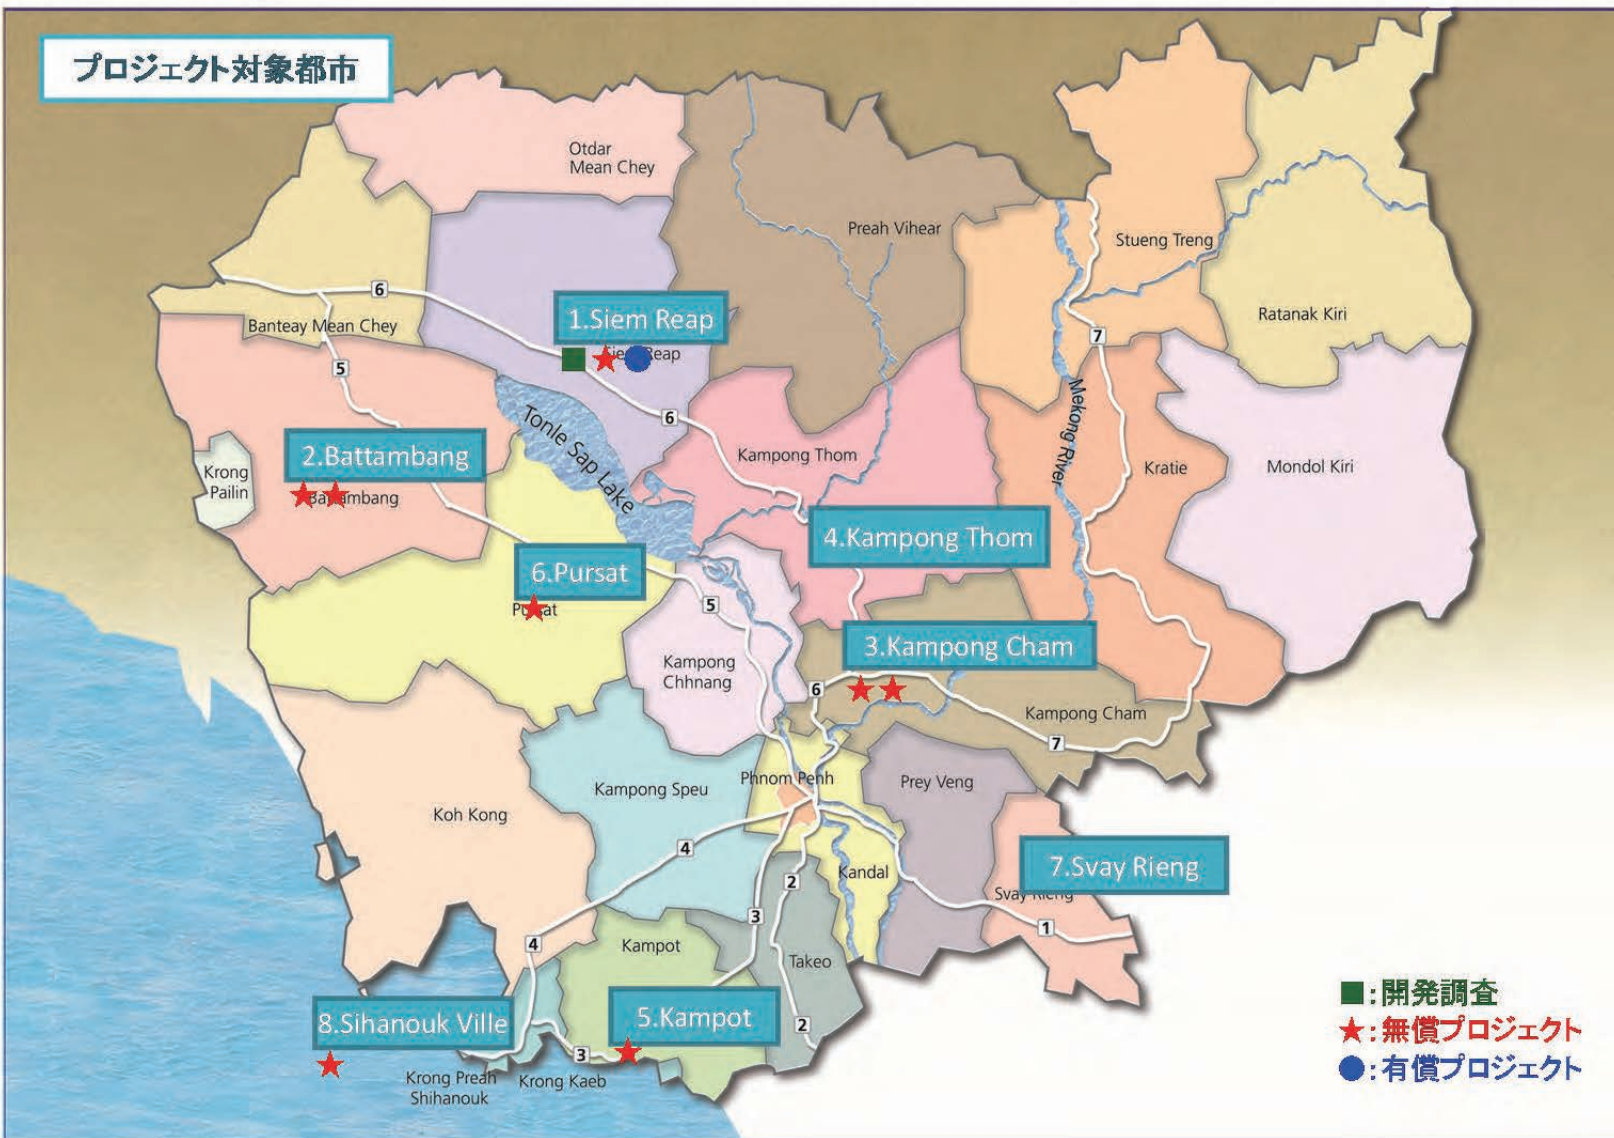 プロジェクト対象都市
Otdar
Mean Chey
Preah Vihear
Stueng Treng
Ratanak Kiri
6
1.Siem Reap
Banteay Mean Chey
7
5
6
Tonle Sap Lake
Mekong River
2.Battambang
Krong
Pailin
Kampong Thom
Kratie
Mondol Kiri
4.Kampong Thom
6.Pursat
5
3.Kampong Cham
Kampong
Chhnang
6
Kampong Cham
7
Phnom Penh
Kampong Speu
Prey Veng
Koh Kong
4
7.Svay Rieng
2
Kandal
Svay Rieng
3
1
4
Kampot
Takeo
8.Sihanouk Ville
5.Kampot
2
3
Krong Preah
Shihanouk
Krong Kaeb
:開発調査
:無償プロジェクト
:有償プロジェクト